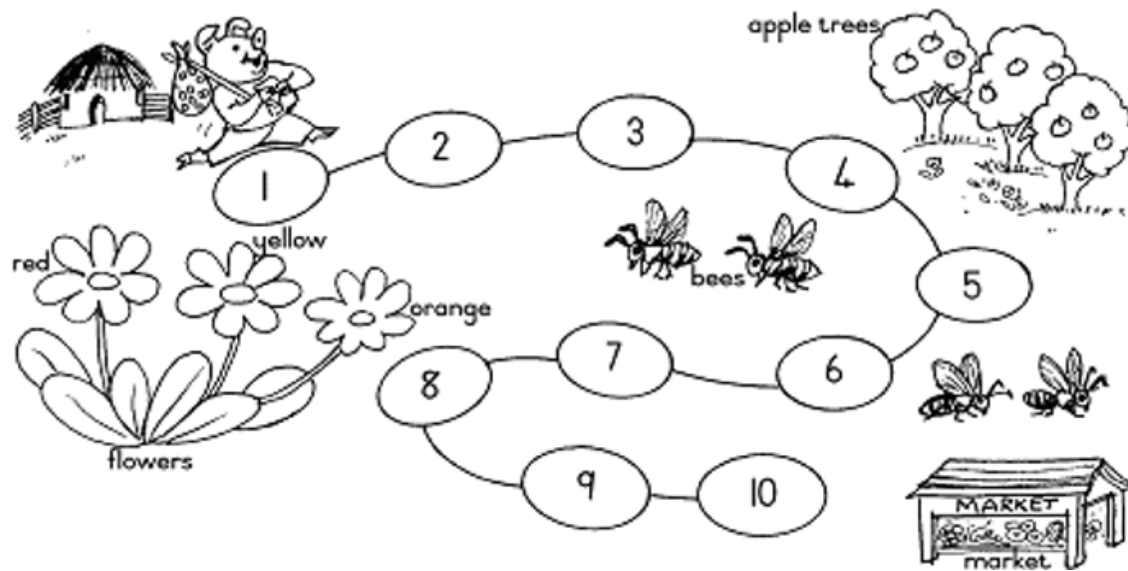 apple trees
1
2
3
4
5
6
7
8
9
10
bees
red
yellow
orange
flowers
MARKET
market